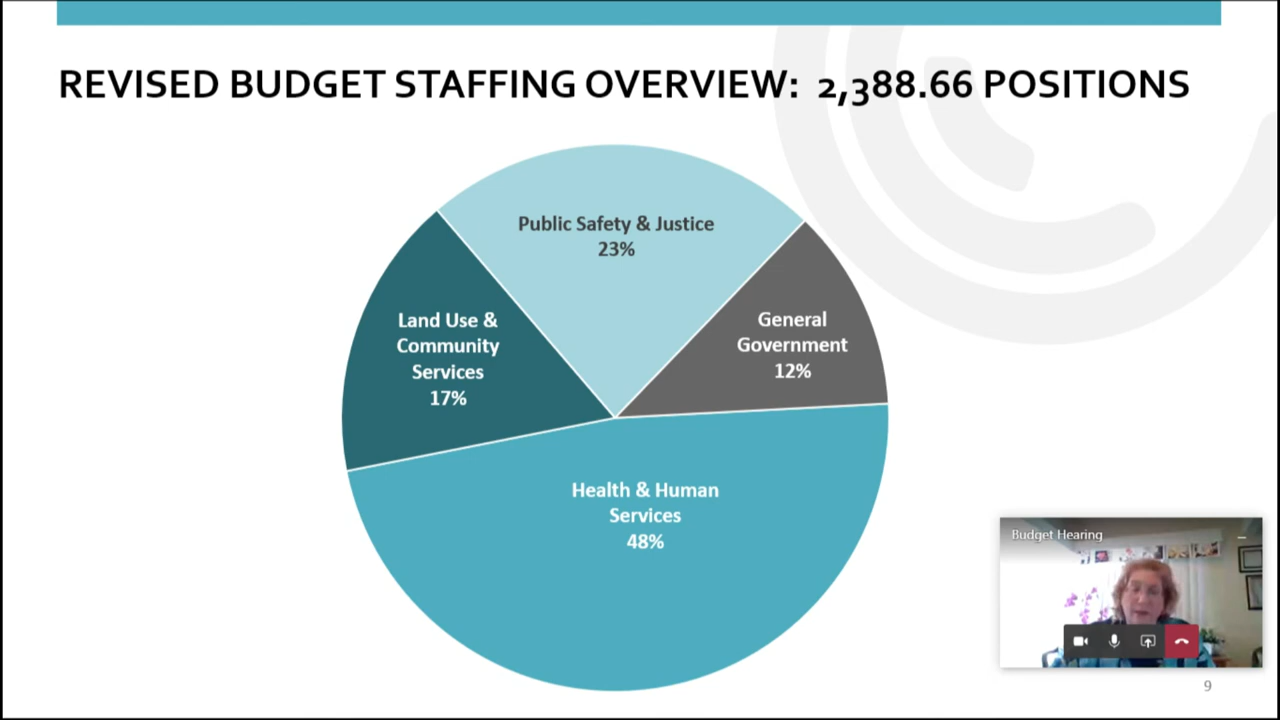 REVISED BUDGET STAFFING OVERVIEW: 2,388.66 POSITIONS
Public Safety & Justice
23%
General
Government
12%
Land Use &
Community
Services
17%
Health & Human
Services
48%
Budget Hearing
9